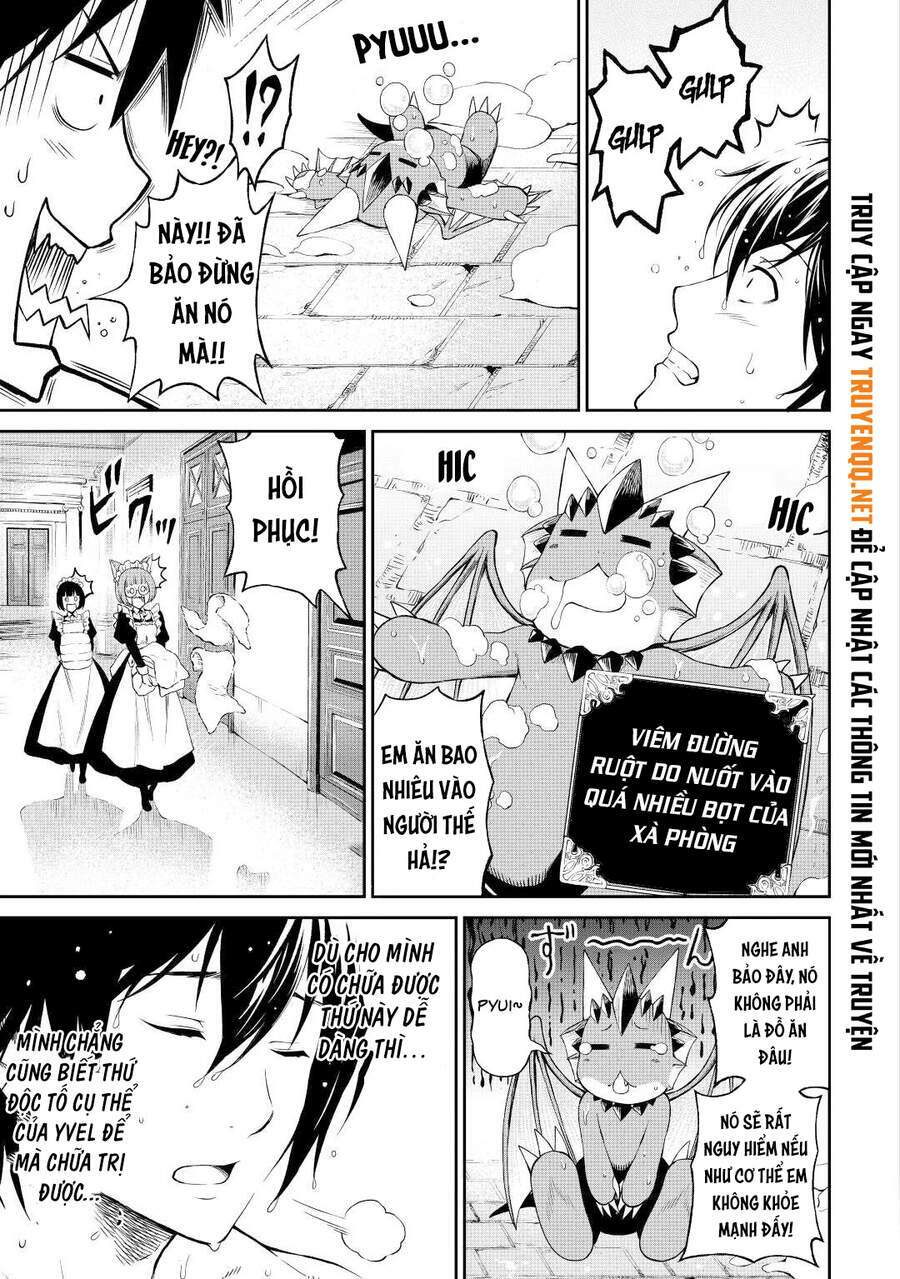 GULP
GULP
PYUUU...
!?
HEY?!
NÀY!! ĐÃ
BẢO ĐỪNG
ĂN NÓ
MÀ!!
HIC
HIC
VIÊM ĐƯỜNG
RUỘT DO NUỐT VÀO
QUÁ NHIỀU BỌT CỦA
XÀ PHÒNG
EM ĂN BAO
NHIÊU VÀO
NGƯỜI THẾ
HẢ!?
HỒI
PHỤC!
ビクッ
NGHE ANH
BẢO ĐÂY, NÓ
KHÔNG PHẢI
LÀ ĐỒ ĂN
ĐÂU!
ず〜〜ん
PYUI~
NÓ SẼ RẤT
NGUY HIỂM NẾU
NHƯ CƠ THỂ EM
KHÔNG KHỎE
MẠNH ĐẤY!
DÙ CHO MÌNH
CÓ CHỮA ĐƯỢC
THỨ NÀY DỄ
DÀNG THÌ...
MÌNH CHẲNG
CŨNG BIẾT THỨ
ĐỘC TỐ CỤ THỂ
CỦA YVEL ĐỂ
MÀ CHỮA TRỊ
ĐƯỢC...
TRUY CẬP NGAY TRUYENQQ.NET ĐỂ CẬP NHẬT CÁC THÔNG TIN MỚI NHẤT VỀ TRUYỆN